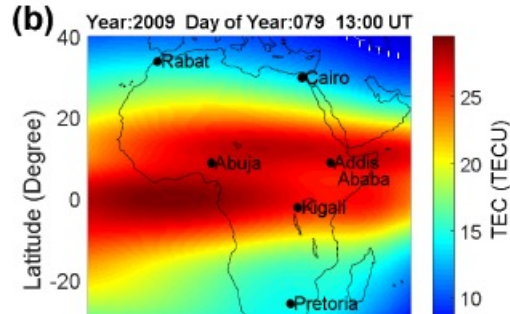 (b) Year:2009 Day of Year:079 13:00 UT
40
20
0
-20
Latitude (Degree)
Rabat
Cairo
Abuja
Addis
Ababa
Kigali
Pretoria
25
20
15
10
TEC (TECU)